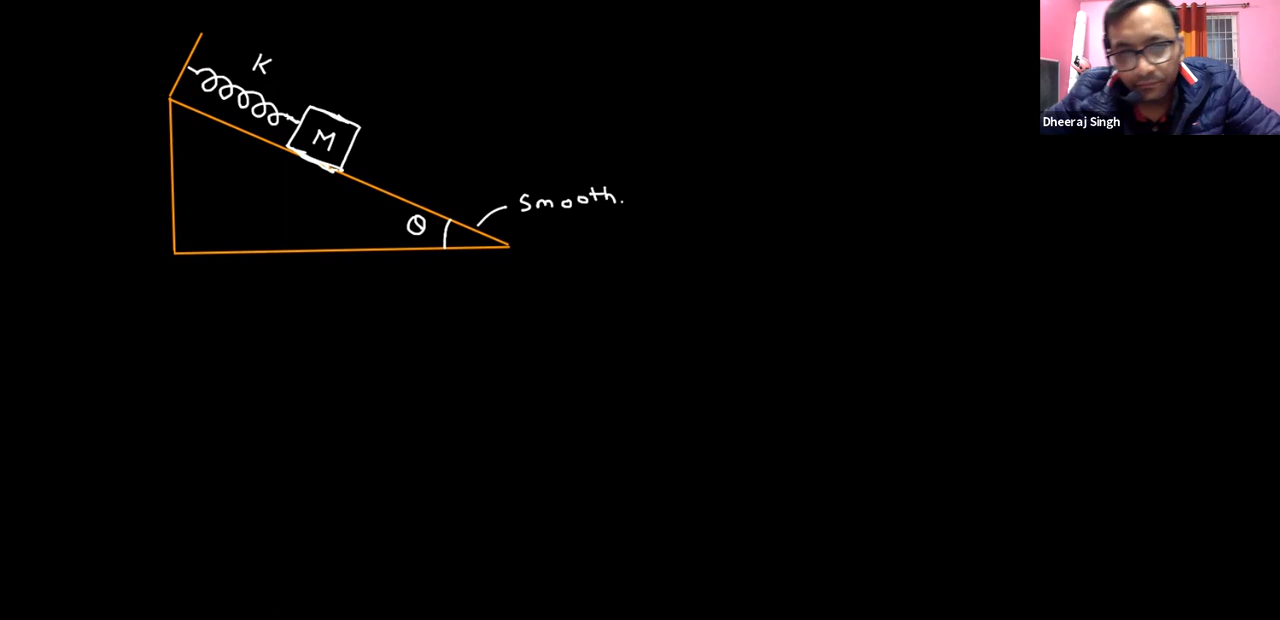 K
M
θ
Smooth.
Dheeraj Singh